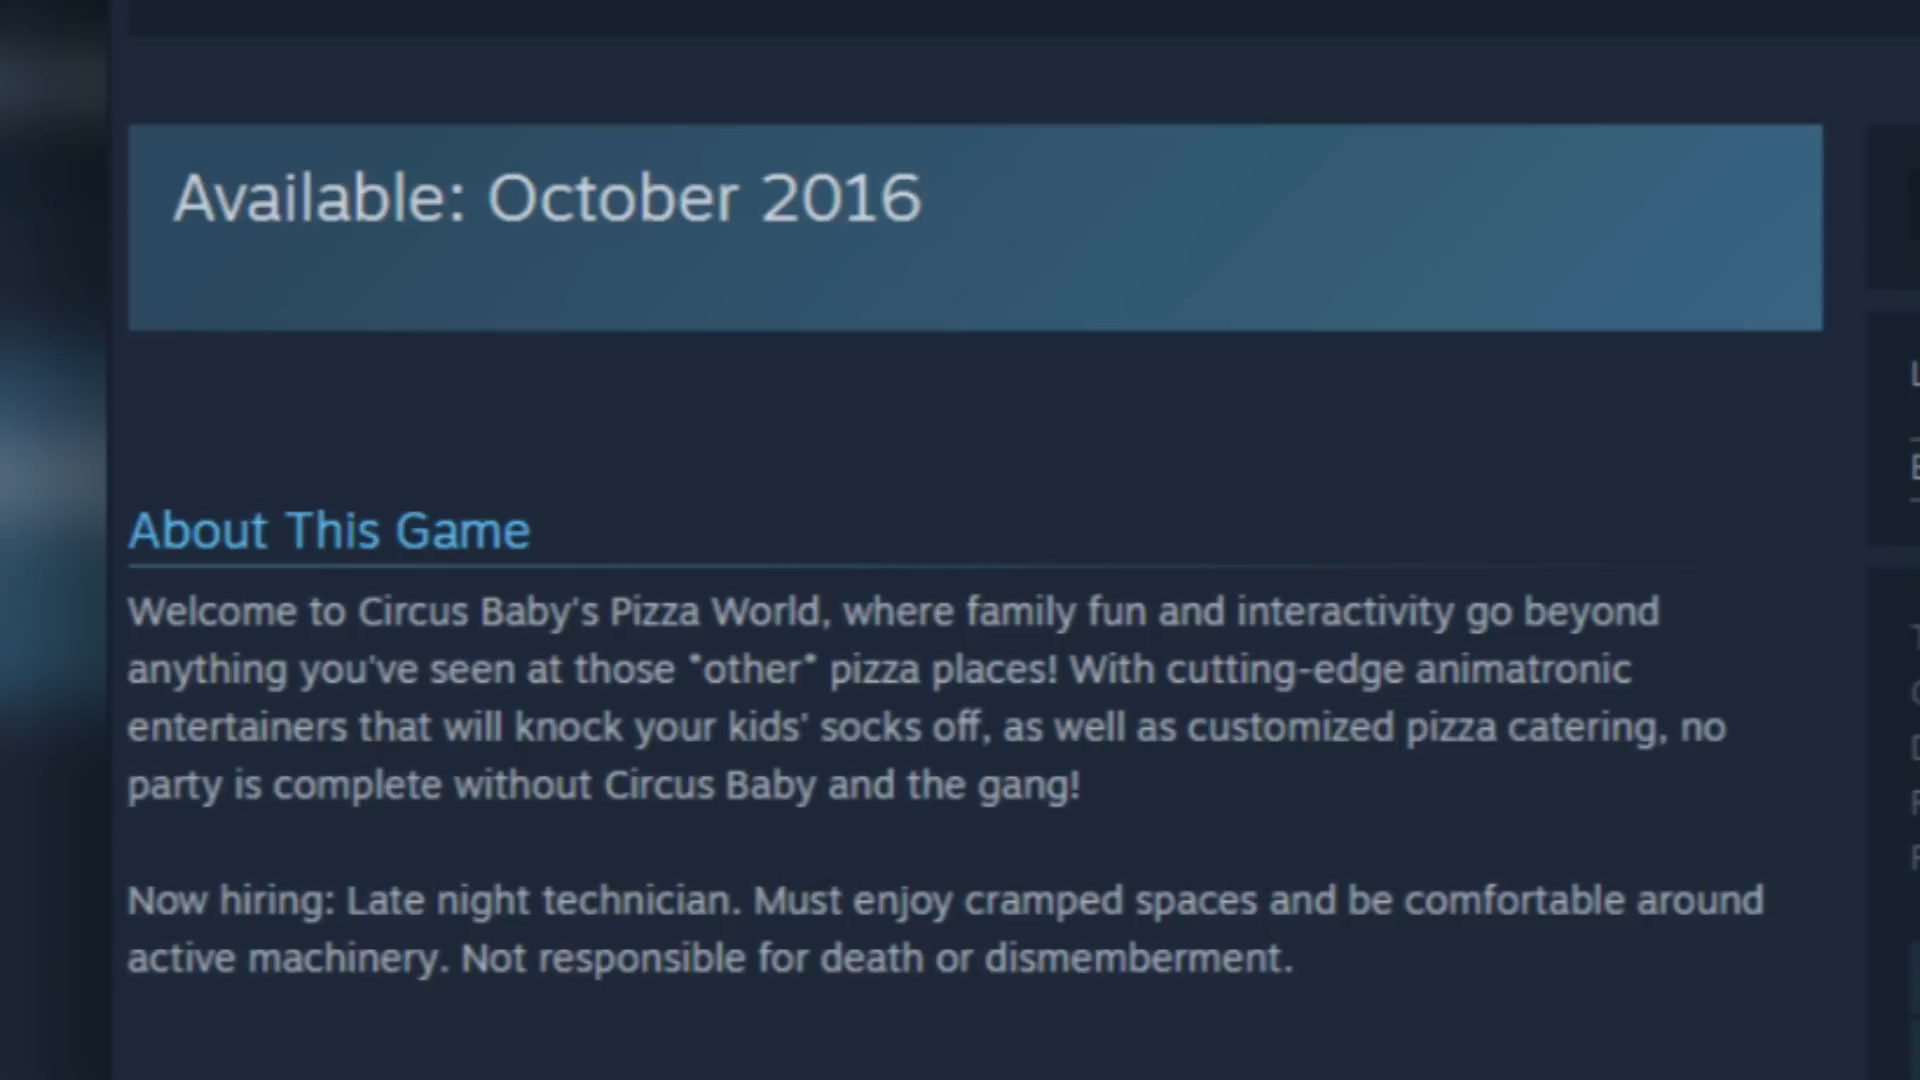 Available: October 2016
About This Game
Welcome to Circus Baby's Pizza World, where family fun and interactivity go beyond
anything you've seen at those *other* pizza places! With cutting-edge animatronic
entertainers that will knock your kids' socks off, as well as customized pizza catering, no
party is complete without Circus Baby and the gang!
Now hiring: Late night technician. Must enjoy cramped spaces and be comfortable around
active machinery. Not responsible for death or dismemberment.